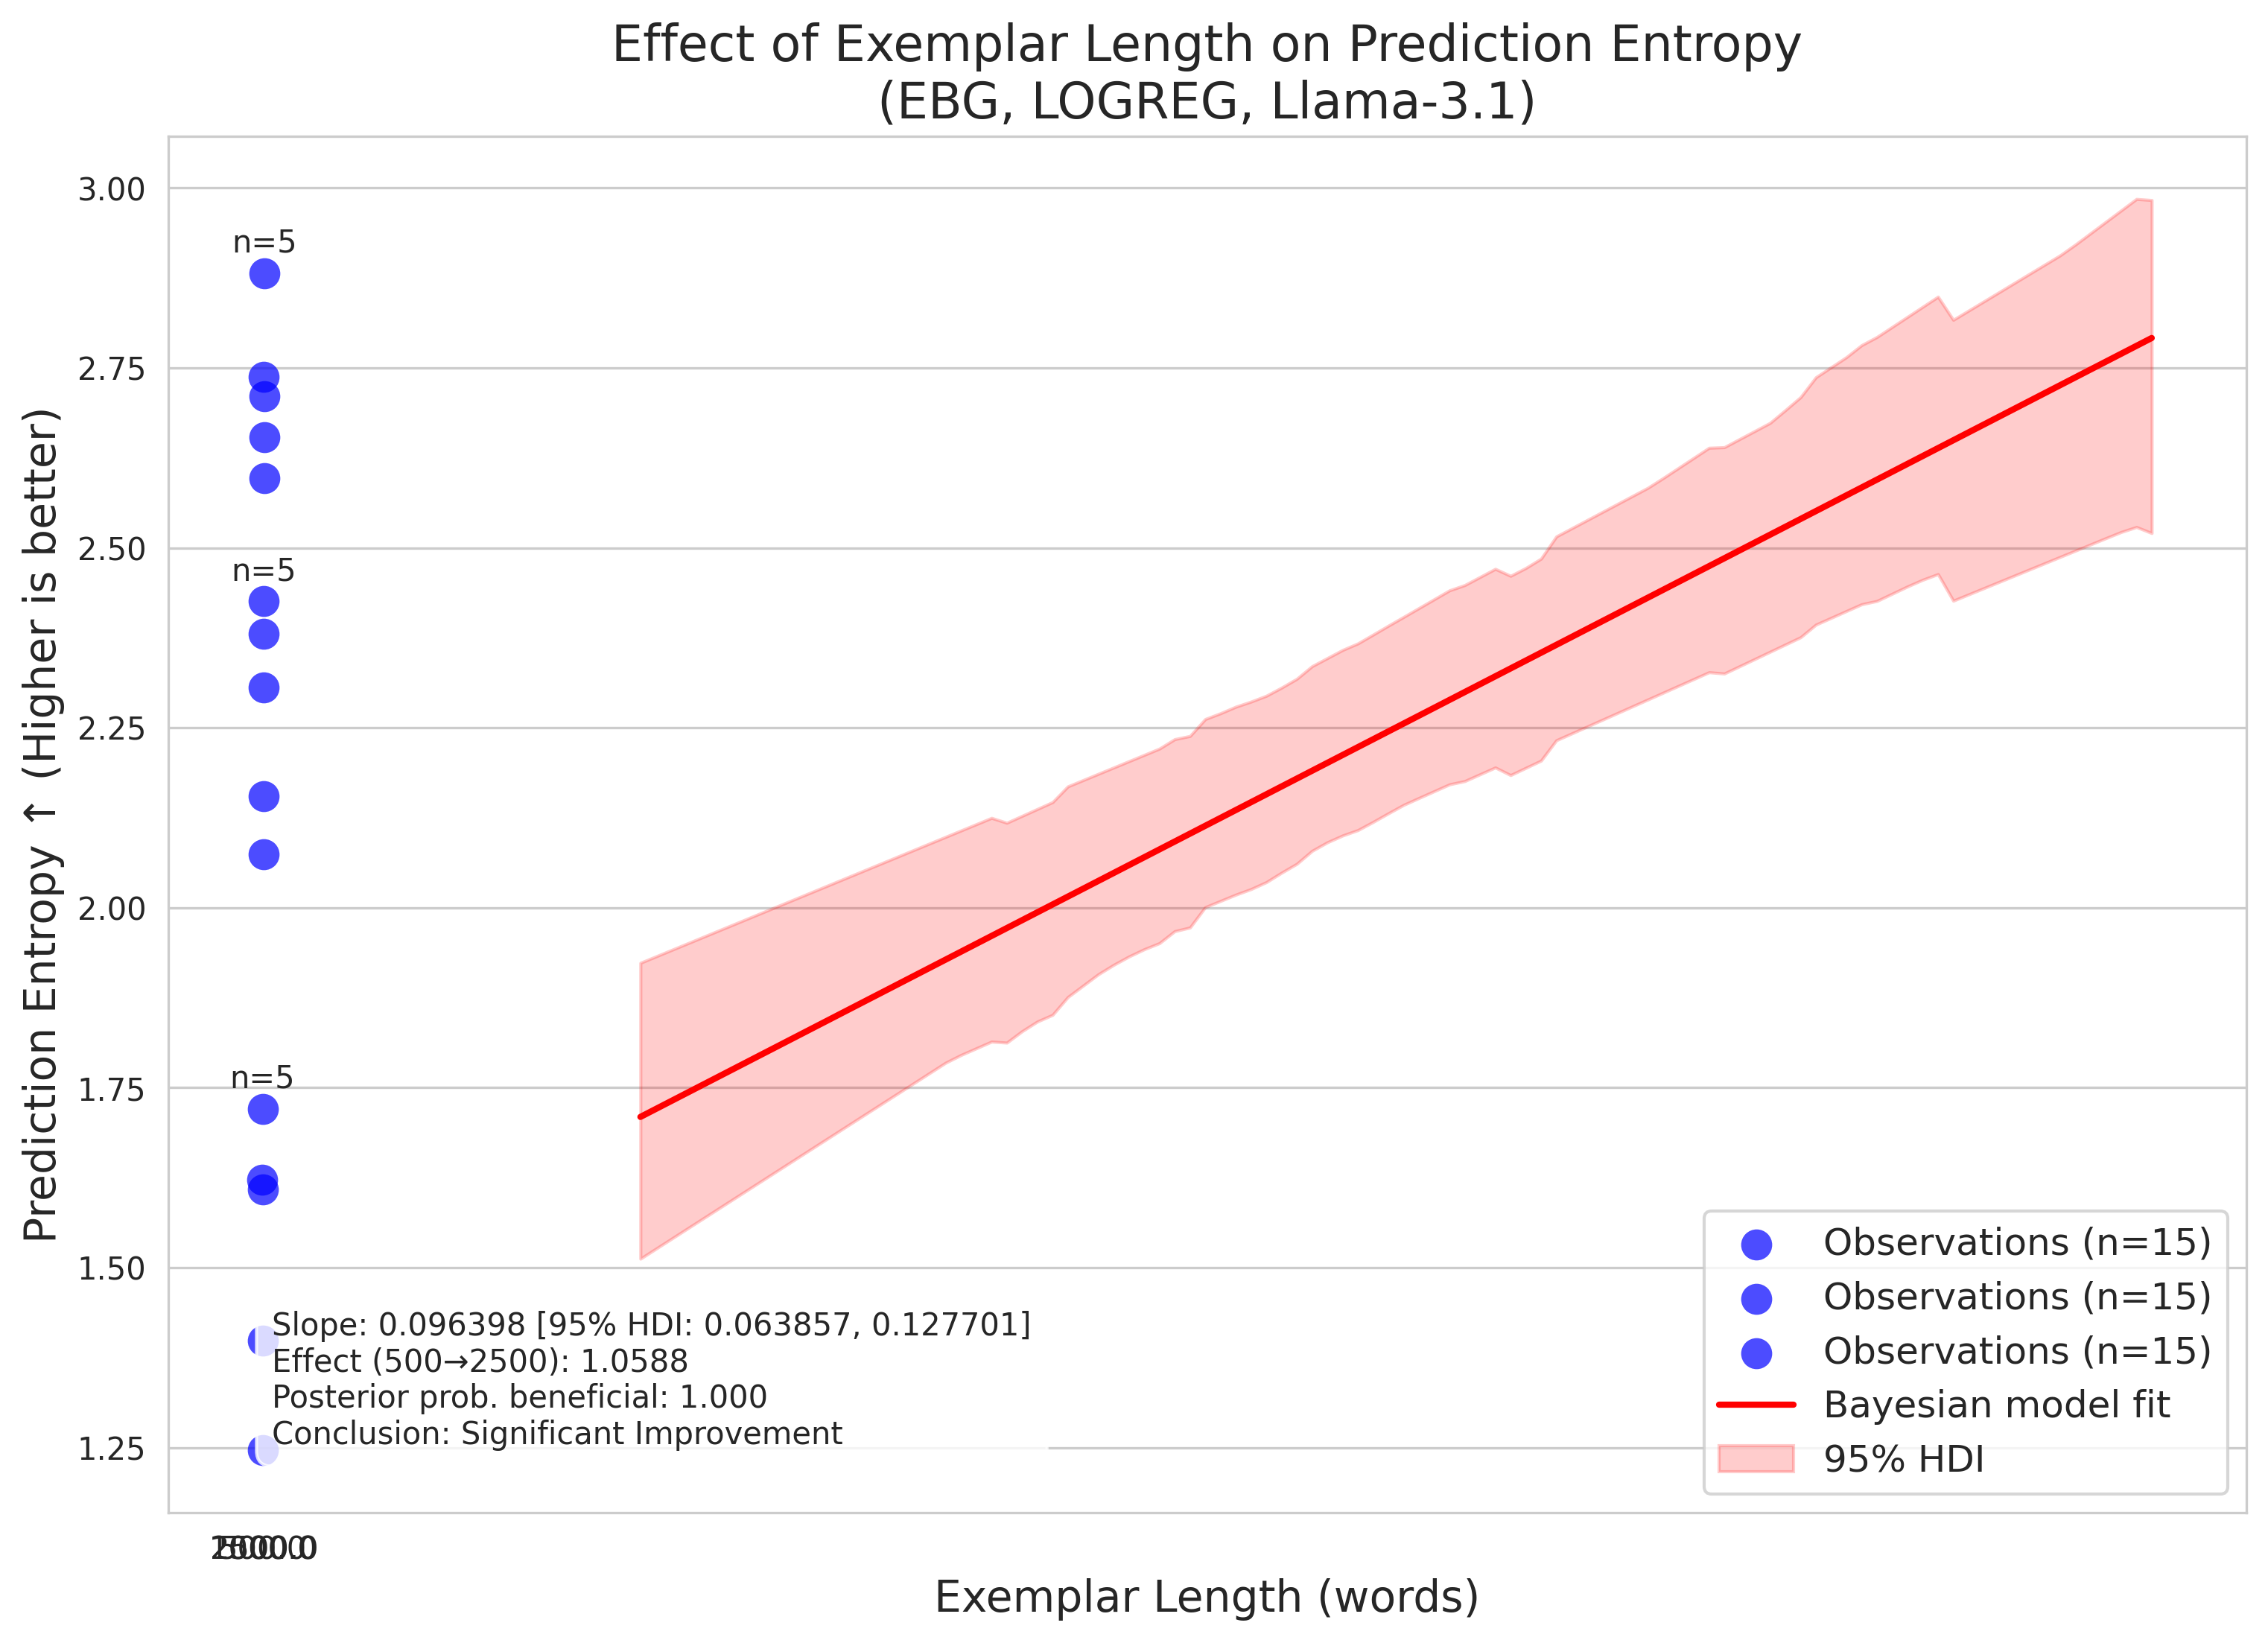 Effect of Exemplar Length on Prediction Entropy
(EBG, LOGREG, Llama-3.1)
Prediction Entropy ↑ (Higher is better)
3.00
2.75
2.50
2.25
2.00
1.75
1.50
1.25
n=5
n=5
n=5
Slope: 0.096398 [95% HDI: 0.063857, 0.127701]
Effect (500→2500): 1.0588
Posterior prob. beneficial: 1.000
Conclusion: Significant Improvement
Observations (n=15)
Observations (n=15)
Observations (n=15)
Bayesian model fit
95% HDI
Exemplar Length (words)